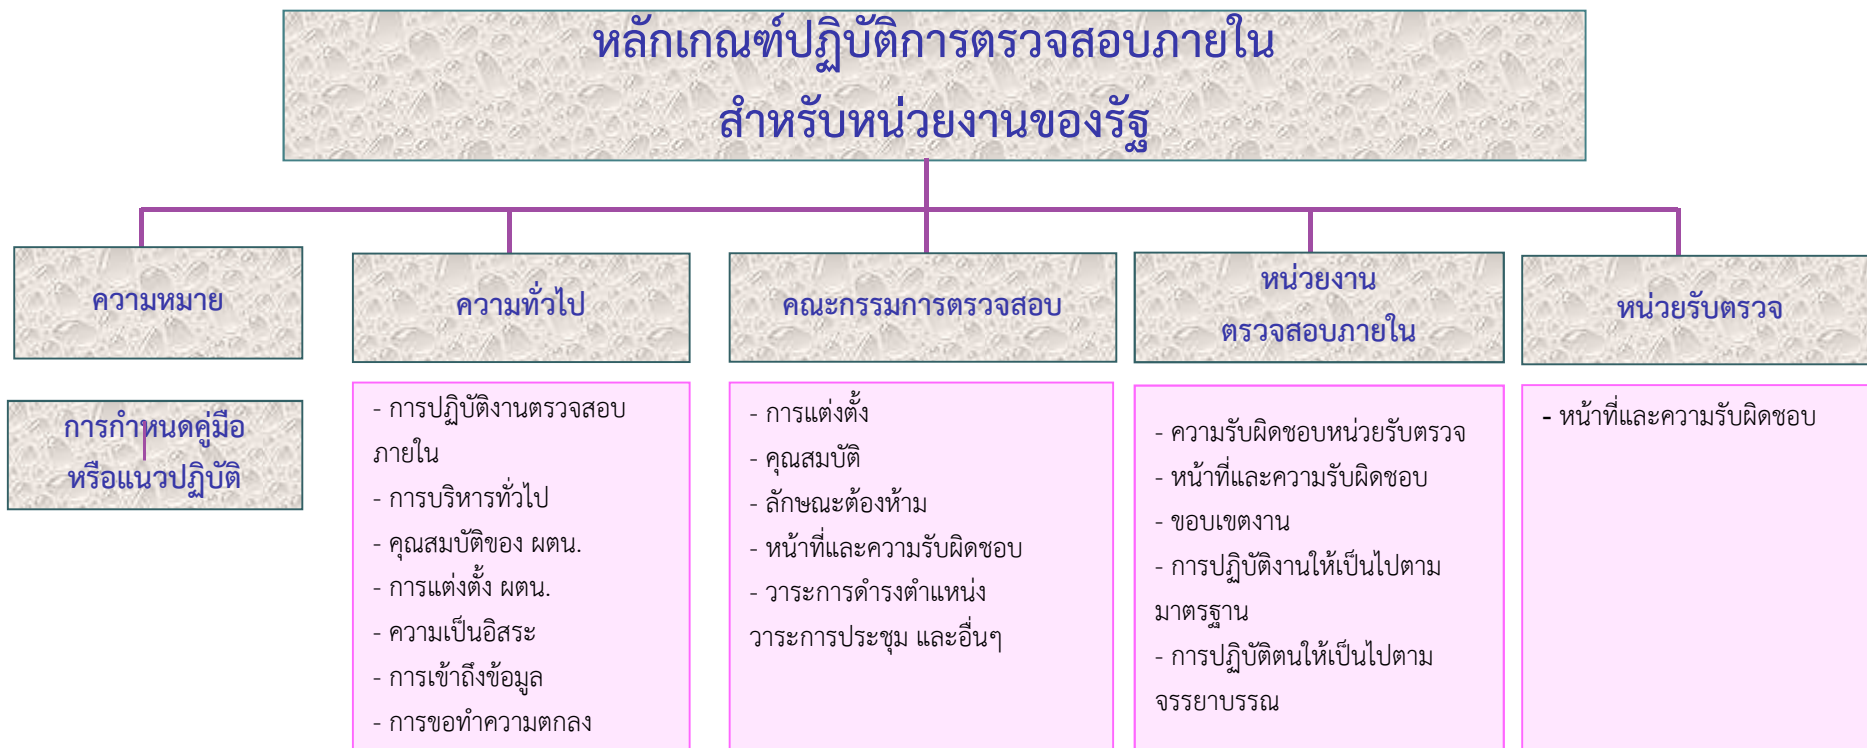 หลักเกณฑ์ปฏิบัติการตรวจสอบภายใน
สำหรับหน่วยงานของรัฐ
ความหมาย
การกำหนดคู่มือ
หรือแนวปฏิบัติ
ความทั่วไป
- การปฏิบัติงานตรวจสอบ
ภายใน
- การบริหารทั่วไป
- คุณสมบัติของ ผตน.
- การแต่งตั้ง ผตน.
- ความเป็นอิสระ
- การเข้าถึงข้อมูล
- การขอทำความตกลง
คณะกรรมการตรวจสอบ
- การแต่งตั้ง
- คุณสมบัติ
- ลักษณะต้องห้าม
- หน้าที่และความรับผิดชอบ
- วาระการดำรงตำแหน่ง
วาระการประชุม และอื่นๆ
หน่วยงาน
ตรวจสอบภายใน
- ความรับผิดชอบหน่วยรับตรวจ
- หน้าที่และความรับผิดชอบ
- ขอบเขตงาน
- การปฏิบัติงานให้เป็นไปตาม
มาตรฐาน
- การปฏิบัติตนให้เป็นไปตาม
จรรยาบรรณ
หน่วยรับตรวจ
- หน้าที่และความรับผิดชอบ